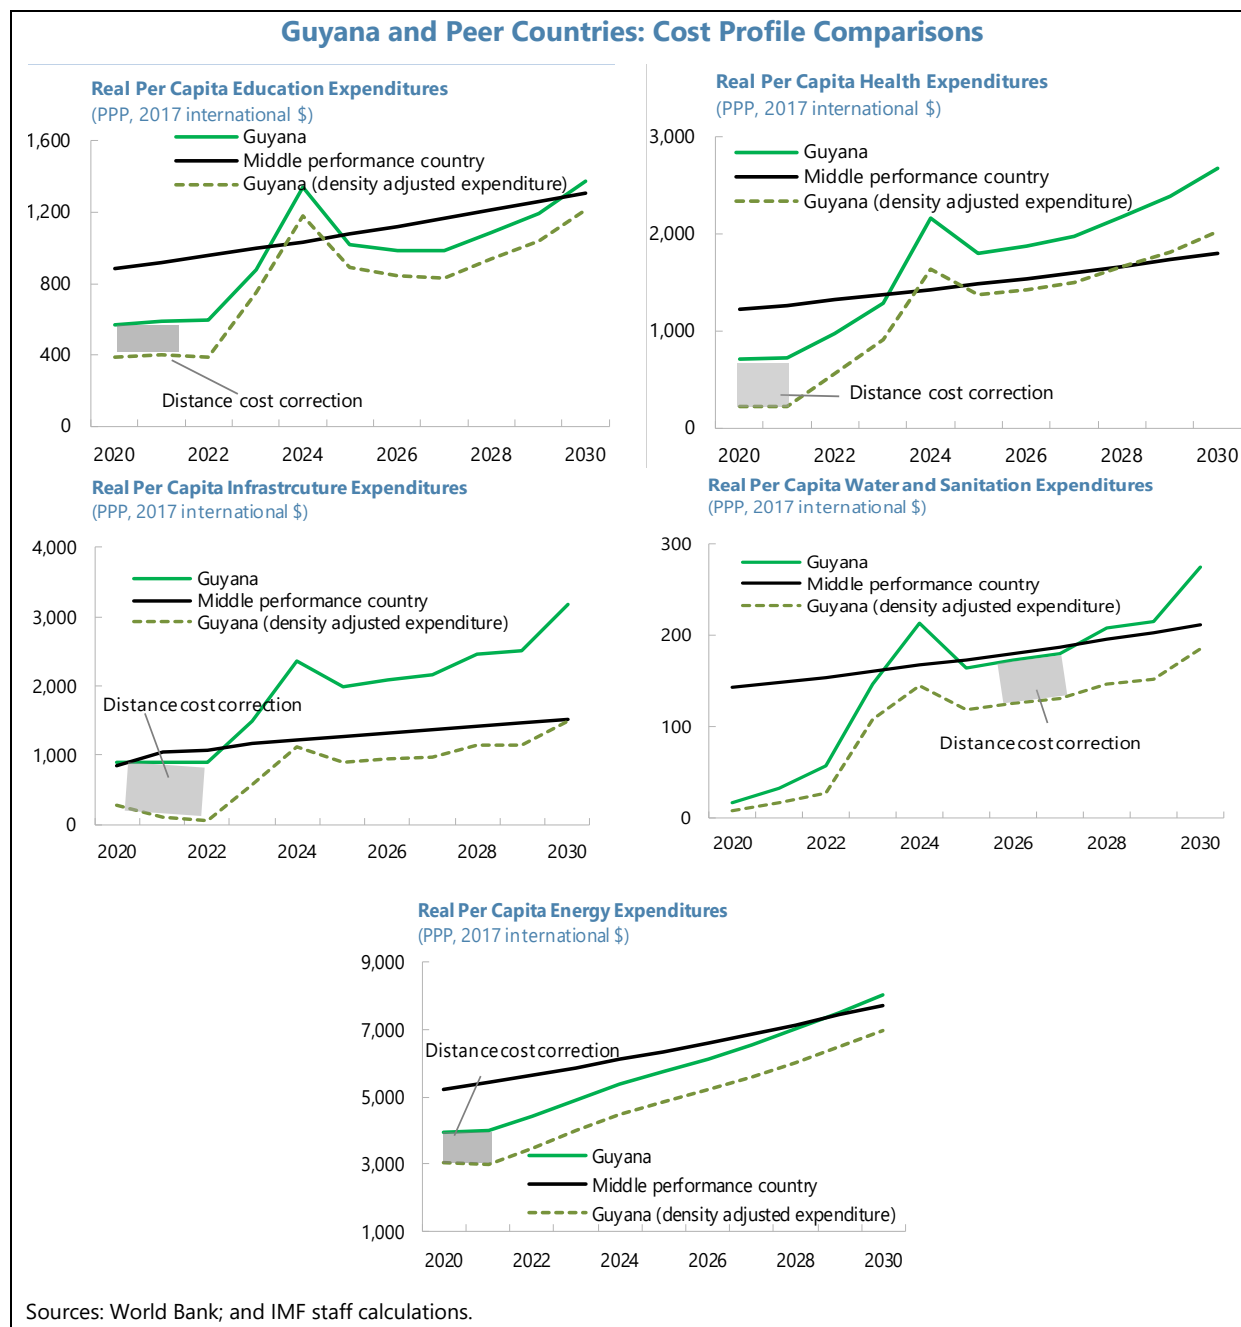 Guyana and Peer Countries: Cost Profile Comparisons
Real Per Capita Education Expenditures
(PPP, 2017 international $)
Guyana
Middle performance country
Guyana (density adjusted expenditure)
1,600
1,200
800
400
0
Distance cost correction
2020 2022 2024 2026 2028 2030
Real Per Capita Health Expenditures
(PPP, 2017 international $)
Guyana
Middle performance country
Guyana (density adjusted expenditure)
3,000
2,000
1,000
0
Distance cost correction
2020 2022 2024 2026 2028 2030
Real Per Capita Infrastrcuture Expenditures
(PPP, 2017 international $)
4,000
3,000
2,000
1,000
0
Guyana
Middle performance country
Guyana (density adjusted expenditure)
Distance cost correction
2020 2022 2024 2026 2028 2030
Real Per Capita Water and Sanitation Expenditures
(PPP, 2017 international $)
300
200
100
0
Guyana
Middle performance country
Guyana (density adjusted expenditure)
Distance cost correction
2020 2022 2024 2026 2028 2030
Real Per Capita Energy Expenditures
(PPP, 2017 international $)
9,000
7,000
5,000
3,000
1,000
Distance cost correction
Guyana
Middle performance country
Guyana (density adjusted expenditure)
2020 2022 2024 2026 2028 2030
Sources: World Bank; and IMF staff calculations.